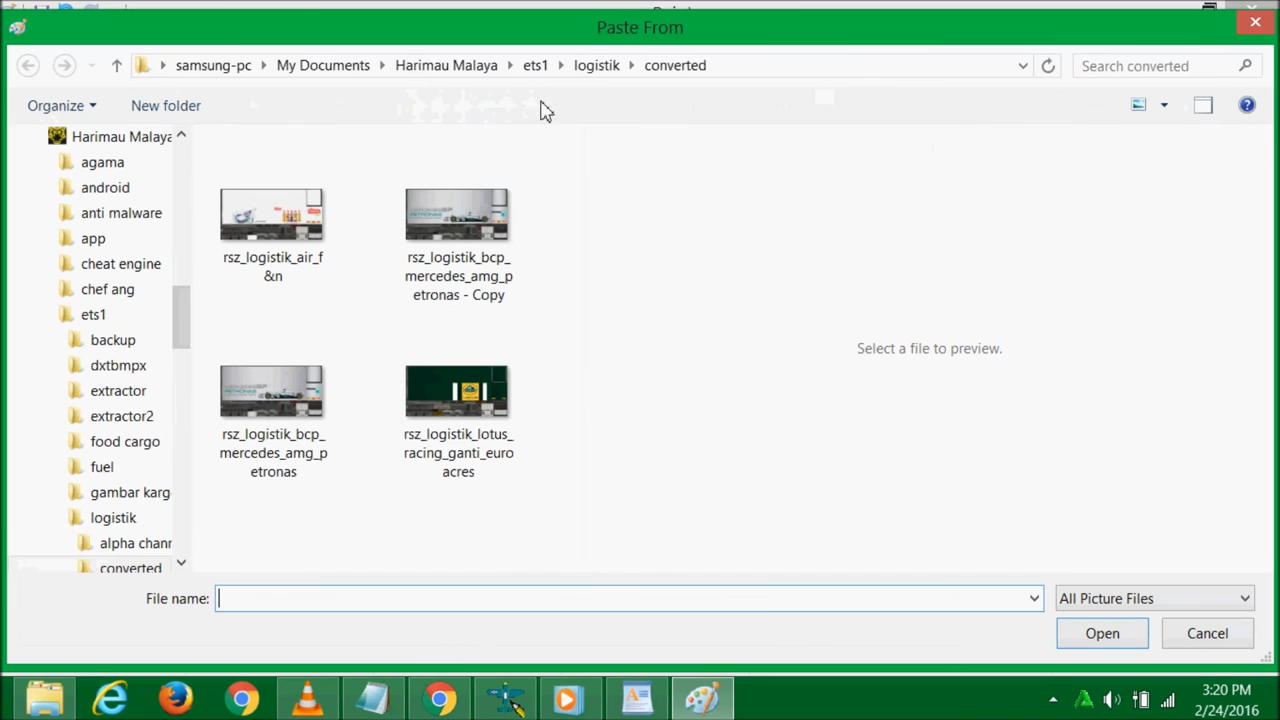 Paste From
samsung-pc
My Documents
Harimau Malaya
ets1
logistik
converted
Search converted
Organize
New folder
Harimau Malaya
agama
android
anti malware
app
cheat engine
chef ang
ets1
backup
dxtbmpx
extractor
extractor2
food cargo
fuel
gambar karg
logistik
alpha chanr
converted
rsz_logistik_air_f
&n
rsz_logistik_bcp_
mercedes_amg_p
etronas - Copy
rsz_logistik_bcp_
mercedes_amg_p
etronas
rsz_logistik_lotus_
racing_ganti_euro
acres
Select a file to preview.
File name:
All Picture Files
Open
Cancel
3:20 PM
2/24/2016